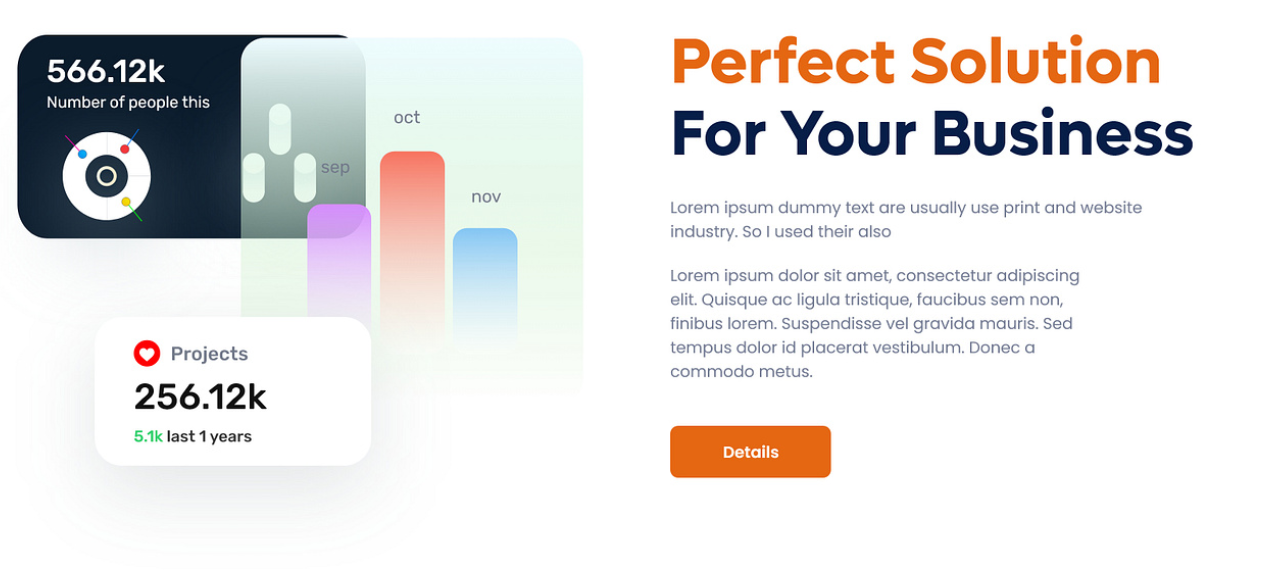 566.12k
Number of people this
oct
sep
nov
Projects
256.12k
5.1k last 1 years
Perfect Solution
For Your Business
Lorem ipsum dummy text are usually use print and website
industry. So I used their also
Lorem ipsum dolor sit amet, consectetur adipiscing
elit. Quisque ac ligula tristique, faucibus sem non,
finibus lorem. Suspendisse vel gravida mauris. Sed
tempus dolor id placerat vestibulum. Donec a
commodo metus.
Details